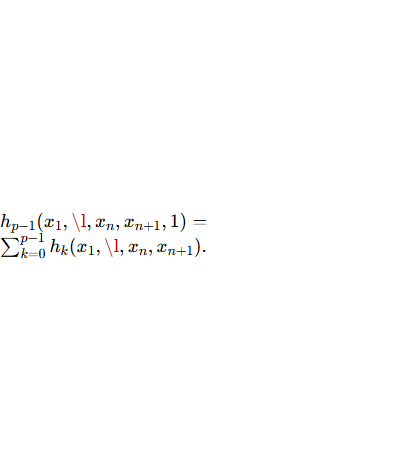 h_{p-1}(x_1, \l, x_n, x_{n+1}, 1) =
\sum_{k=0}^{p-1} h_k(x_1, \l, x_n, x_{n+1}).